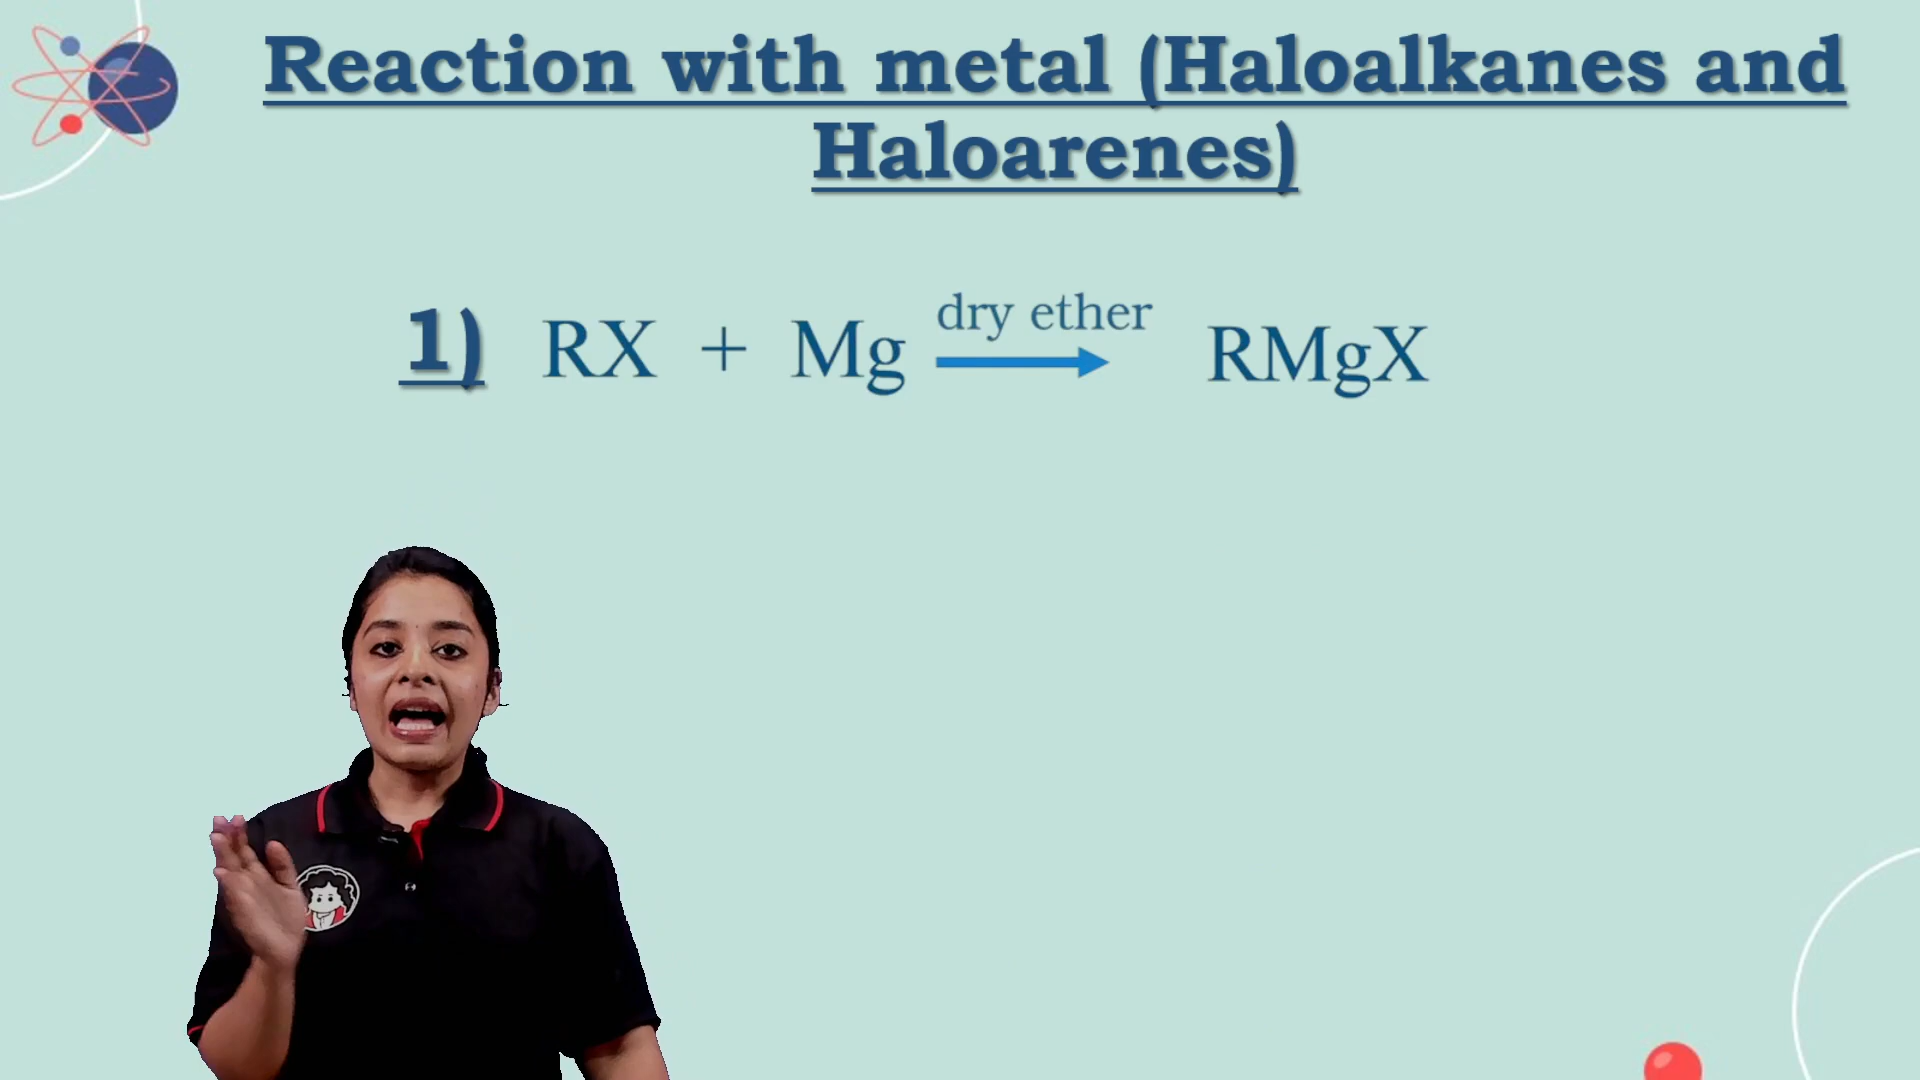 Reaction with metal (Haloalkanes and
Haloarenes)
dry ether
1) RX + Mg RMgX